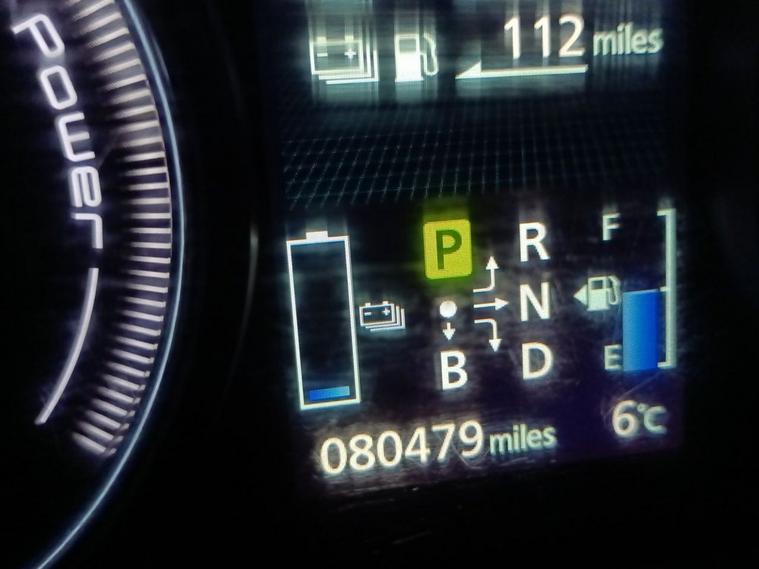 Power
112 miles
P R F
N
B D E
080479 miles 6°C